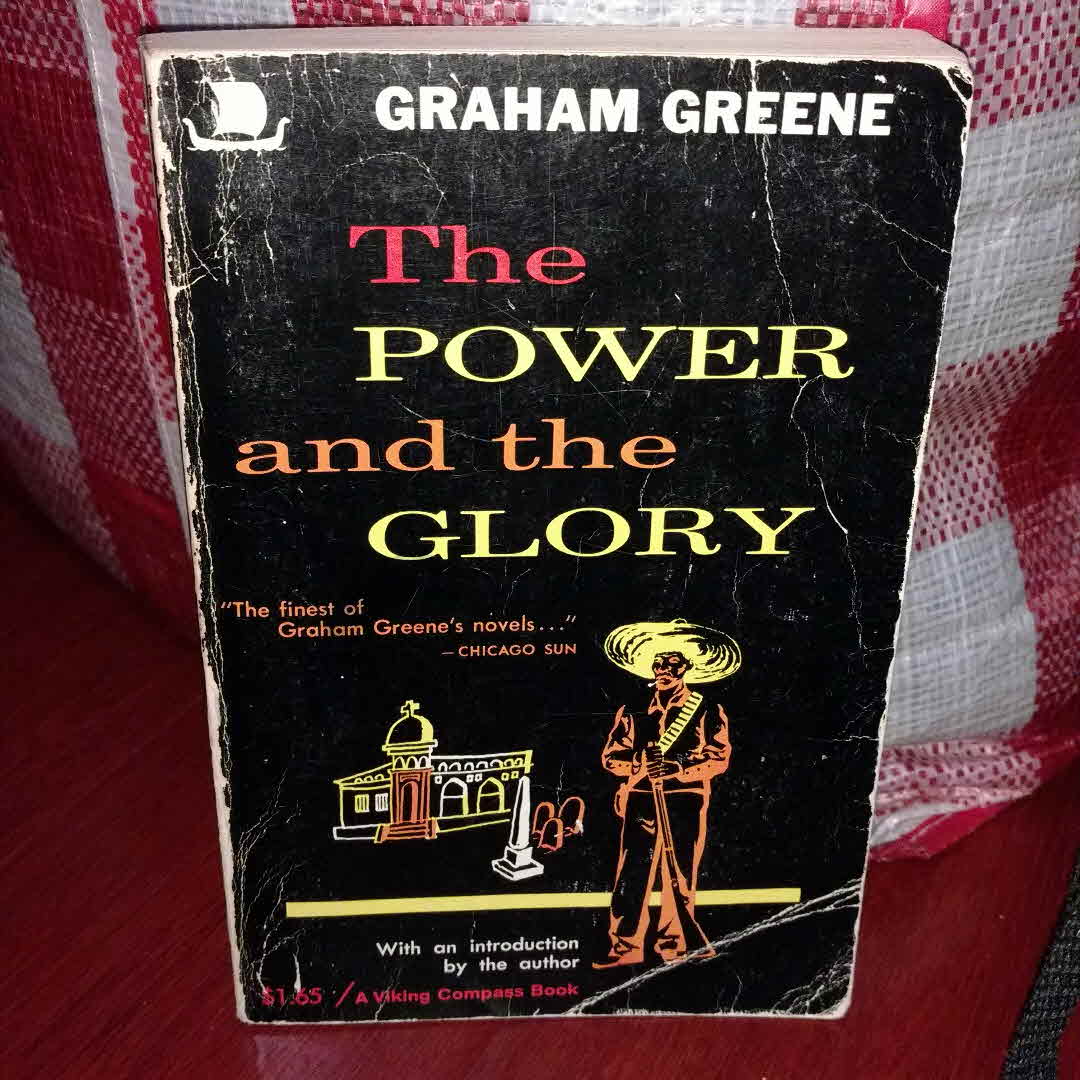 GRAHAM GREENE
The
POWER
and the
GLORY
"The finest of
Graham Greene's novels..."
— CHICAGO SUN
With an introduction
by the author
$1.65 / A Viking Compass Book